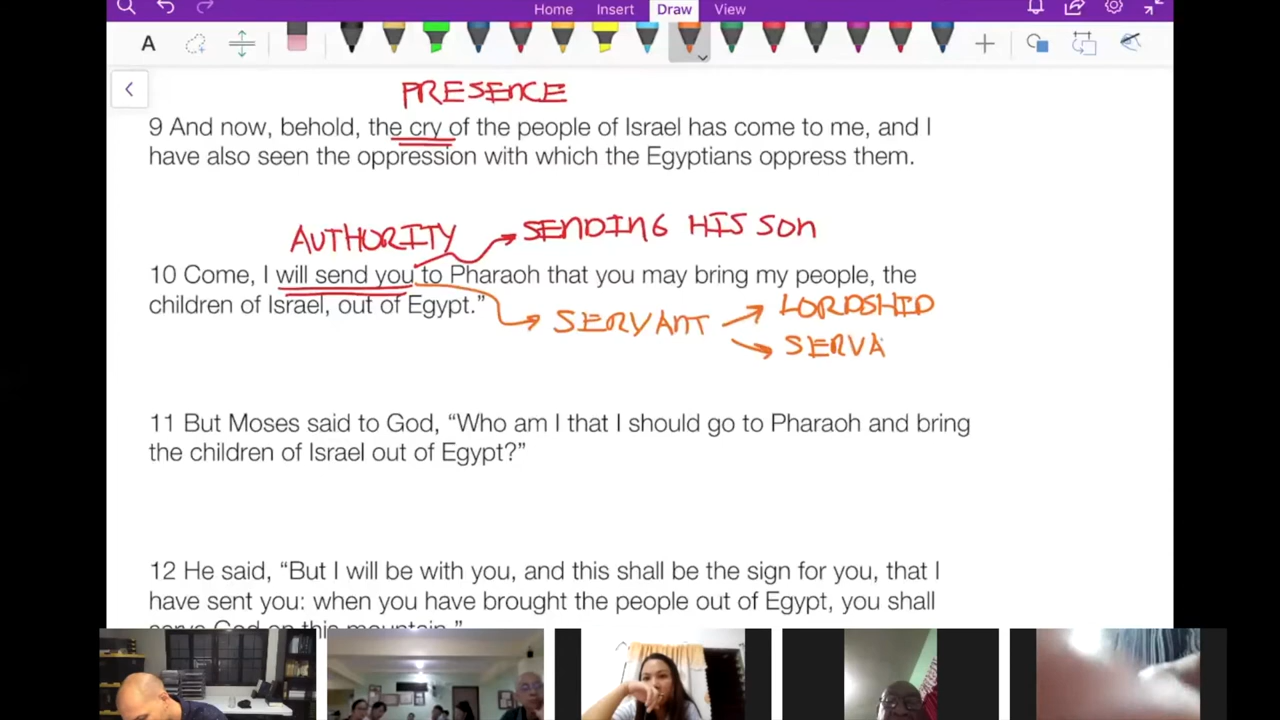 Home Insert Draw View
A
PRESENCE
9 And now, behold, the cry of the people of Israel has come to me, and I
have also seen the oppression with which the Egyptians oppress them.
AUTHORITY SENDING HIS SON
10 Come, I will send you to Pharaoh that you may bring my people, the
children of Israel, out of Egypt.”
LORDSHIP
SERVANT
SERVA
11 But Moses said to God, “Who am I that I should go to Pharaoh and bring
the children of Israel out of Egypt?”
12 He said, “But I will be with you, and this shall be the sign for you, that I
have sent you: when you have brought the people out of Egypt, you shall
serve God on this mountain.”